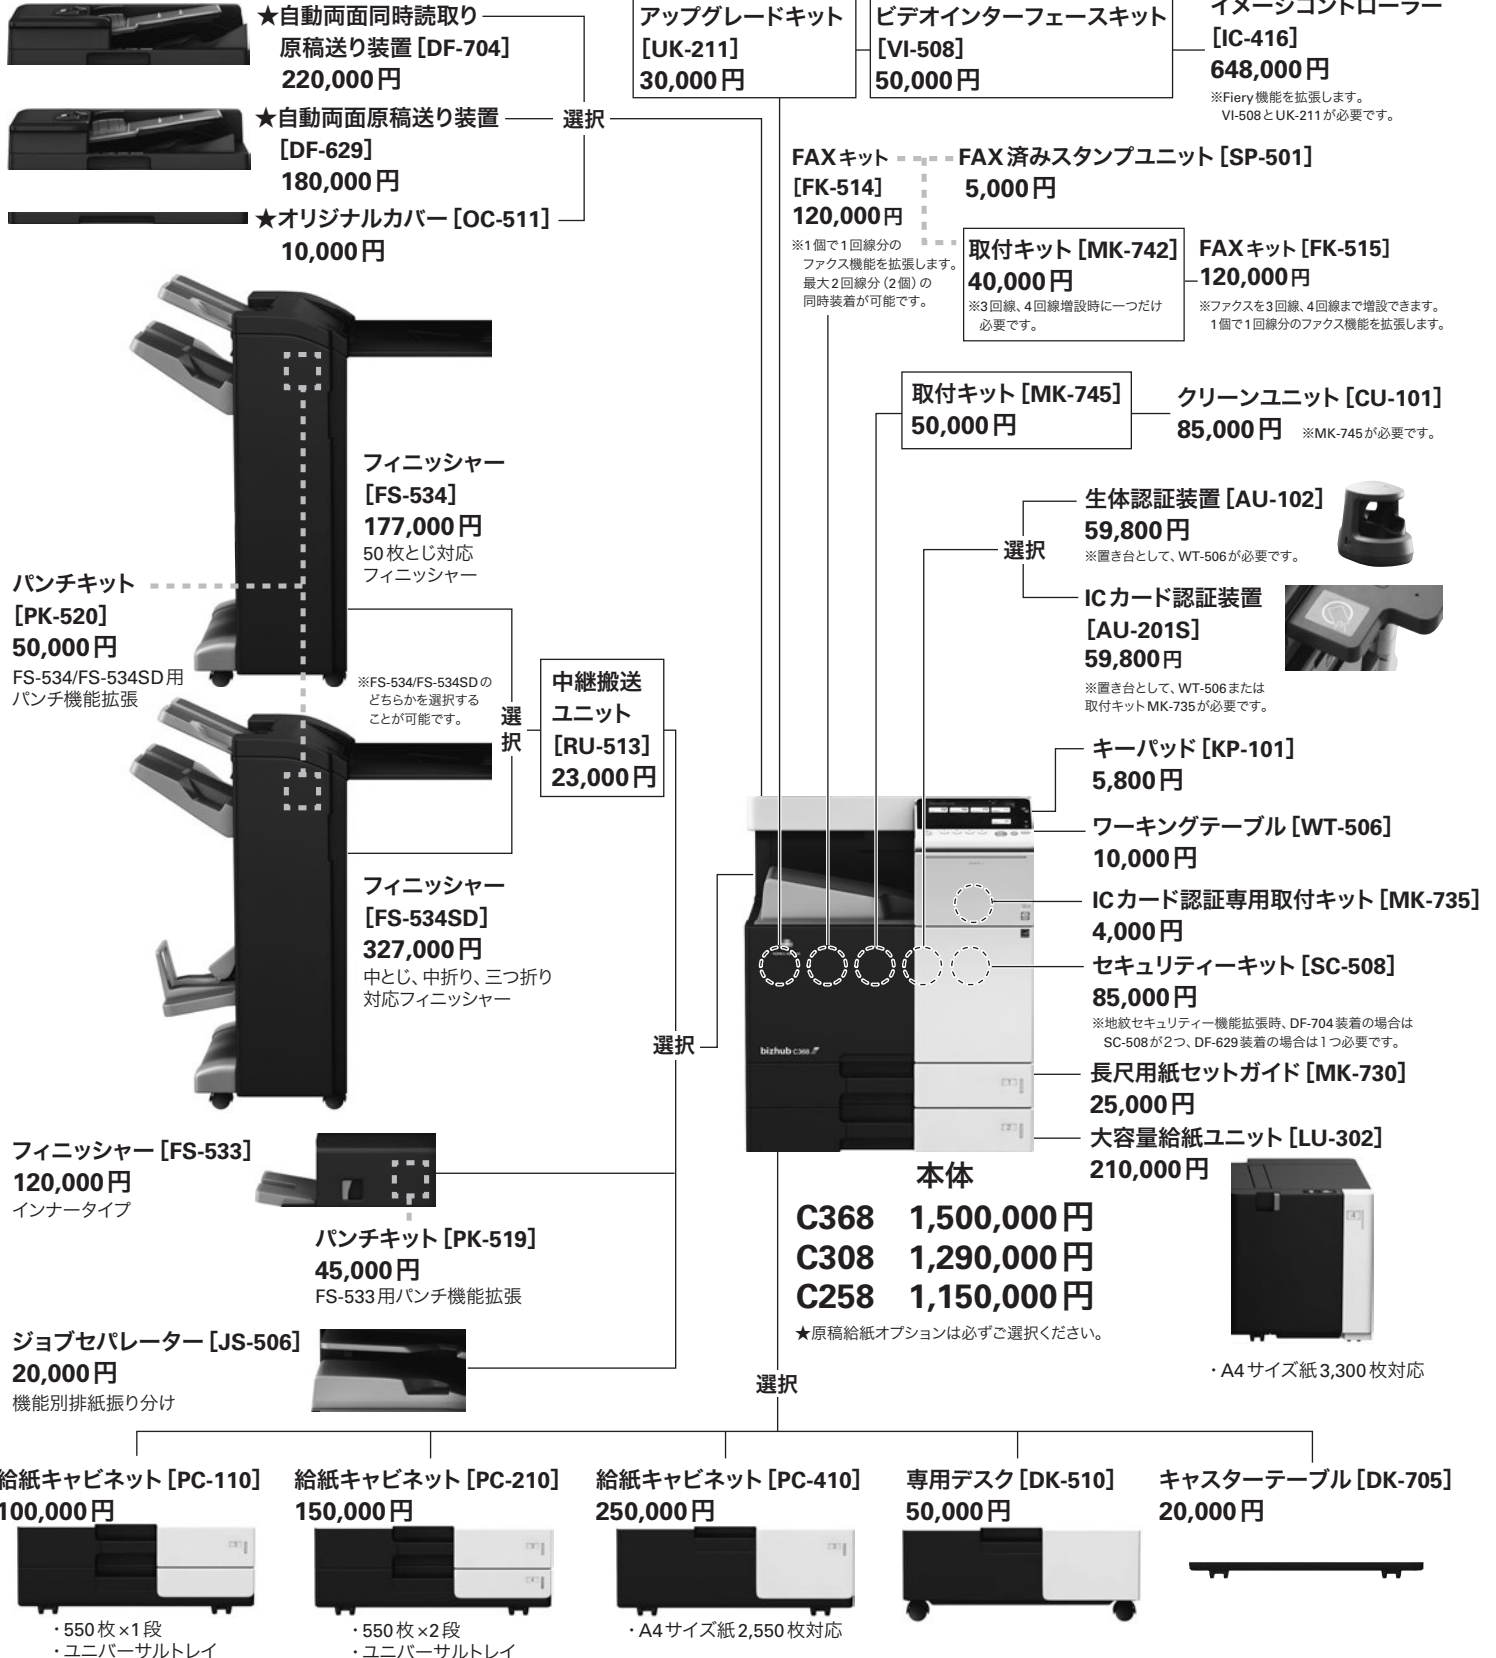 ★自動両面同時読取り
原稿送り装置［DF-704］
220,000円
★自動両面原稿送り装置
［DF-629］
180,000円
★オリジナルカバー［OC-511］
10,000円
選択
アップグレードキット
［UK-211］
30,000円
ビデオインターフェースキット
［VI-508］
50,000円
イメージコントローラー
［IC-416］
648,000円
※Fiery機能を拡張します。
VI-508とUK-211が必要です。
FAXキット
［FK-514］
120,000円
※1個で1回線分の
ファクス機能を拡張します。
最大2回線分（2個）の
同時装着が可能です。
FAX済みスタンプユニット［SP-501］
5,000円
取付キット［MK-742］
40,000円
※3回線、4回線増設時に一つだけ
必要です。
FAXキット［FK-515］
120,000円
※ファクスを3回線、4回線まで増設できます。
1個で1回線分のファクス機能を拡張します。
取付キット［MK-745］
50,000円
クリーンユニット［CU-101］
85,000円 ※MK-745が必要です。
フィニッシャー
［FS-534］
177,000円
50枚とじ対応
フィニッシャー
パンチキット
［PK-520］
50,000円
FS-534/FS-534SD用
パンチ機能拡張
※FS-534/FS-534SDの
どちらかを選択する
ことが可能です。
選択
中継搬送
ユニット
［RU-513］
23,000円
フィニッシャー
［FS-534SD］
327,000円
中とじ、中折り、三つ折り
対応フィニッシャー
選択
生体認証装置［AU-102］
59,800円
※置き台として、WT-506が必要です。
選択
ICカード認証装置
［AU-201S］
59,800円
※置き台として、WT-506または
取付キットMK-735が必要です。
キーパッド［KP-101］
5,800円
ワーキングテーブル［WT-506］
10,000円
ICカード認証専用取付キット［MK-735］
4,000円
セキュリティーキット［SC-508］
85,000円
※地紋セキュリティー機能拡張時、DF-704装着の場合は
SC-508が2つ、DF-629装着の場合は1つ必要です。
長尺用紙セットガイド［MK-730］
25,000円
大容量給紙ユニット［LU-302］
210,000円
・A4サイズ紙3,300枚対応
bizhub C368
フィニッシャー［FS-533］
120,000円
インナータイプ
パンチキット［PK-519］
45,000円
FS-533用パンチ機能拡張
ジョブセパレーター［JS-506］
20,000円
機能別排紙振り分け
本体
C368 1,500,000円
C308 1,290,000円
C258 1,150,000円
★原稿給紙オプションは必ずご選択ください。
選択
給紙キャビネット［PC-110］
100,000円
・550枚×1段
・ユニバーサルトレイ
給紙キャビネット［PC-210］
150,000円
・550枚×2段
・ユニバーサルトレイ
給紙キャビネット［PC-410］
250,000円
・A4サイズ紙2,550枚対応
専用デスク［DK-510］
50,000円
キャスターテーブル［DK-705］
20,000円